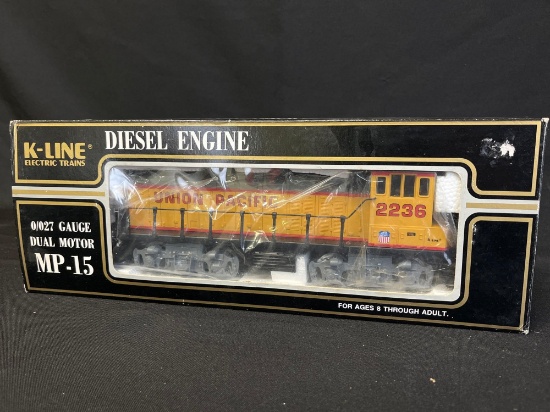 K-LINE®
ELECTRIC TRAINS
DIESEL ENGINE
0/027 GAUGE
DUAL MOTOR
MP-15
UNION PACIFIC
2236
FOR AGES 8 THROUGH ADULT.